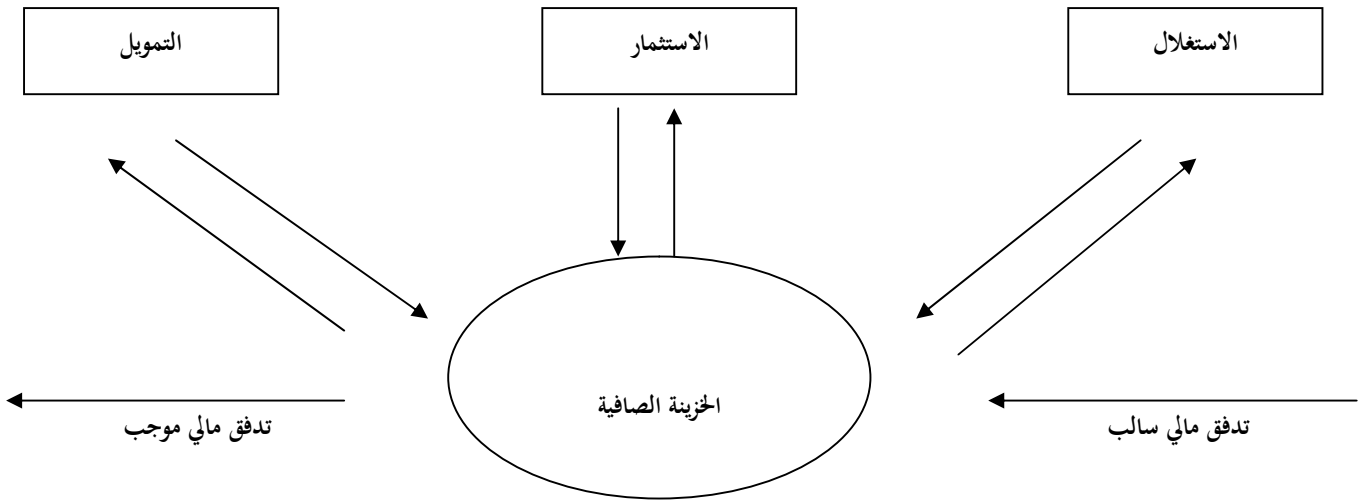 الاستغلال
الاستثمار
التمويل
الخزينة الصافية
تدفق مالي سالب
تدفق مالي موجب